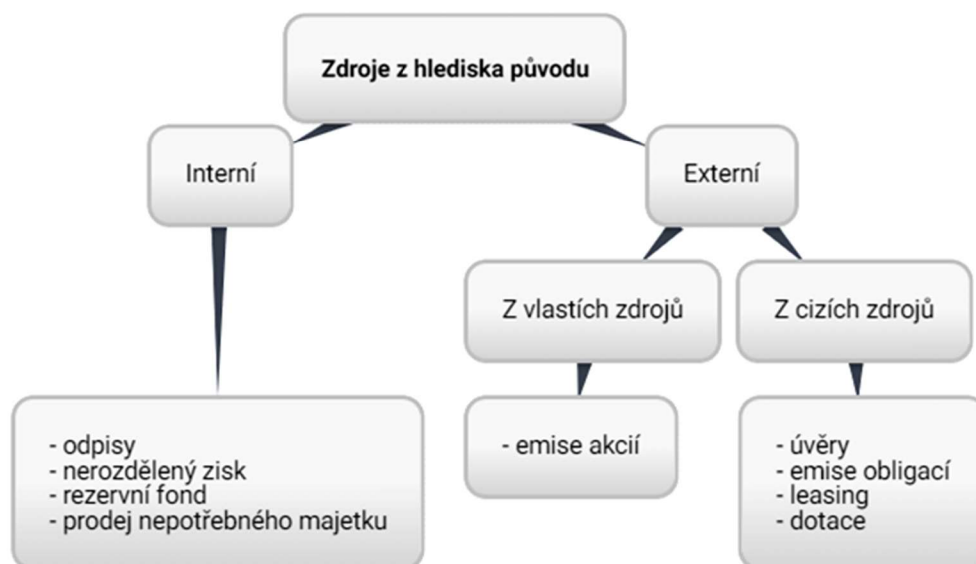 Zdroje z hlediska původu
Interní
Externí
Z vlastích zdrojů
Z cizích zdrojů
- odpisy
- nerozdělený zisk
- rezervní fond
- prodej nepotřebného majetku
- emise akcií
- úvěry
- emise obligací
- leasing
- dotace